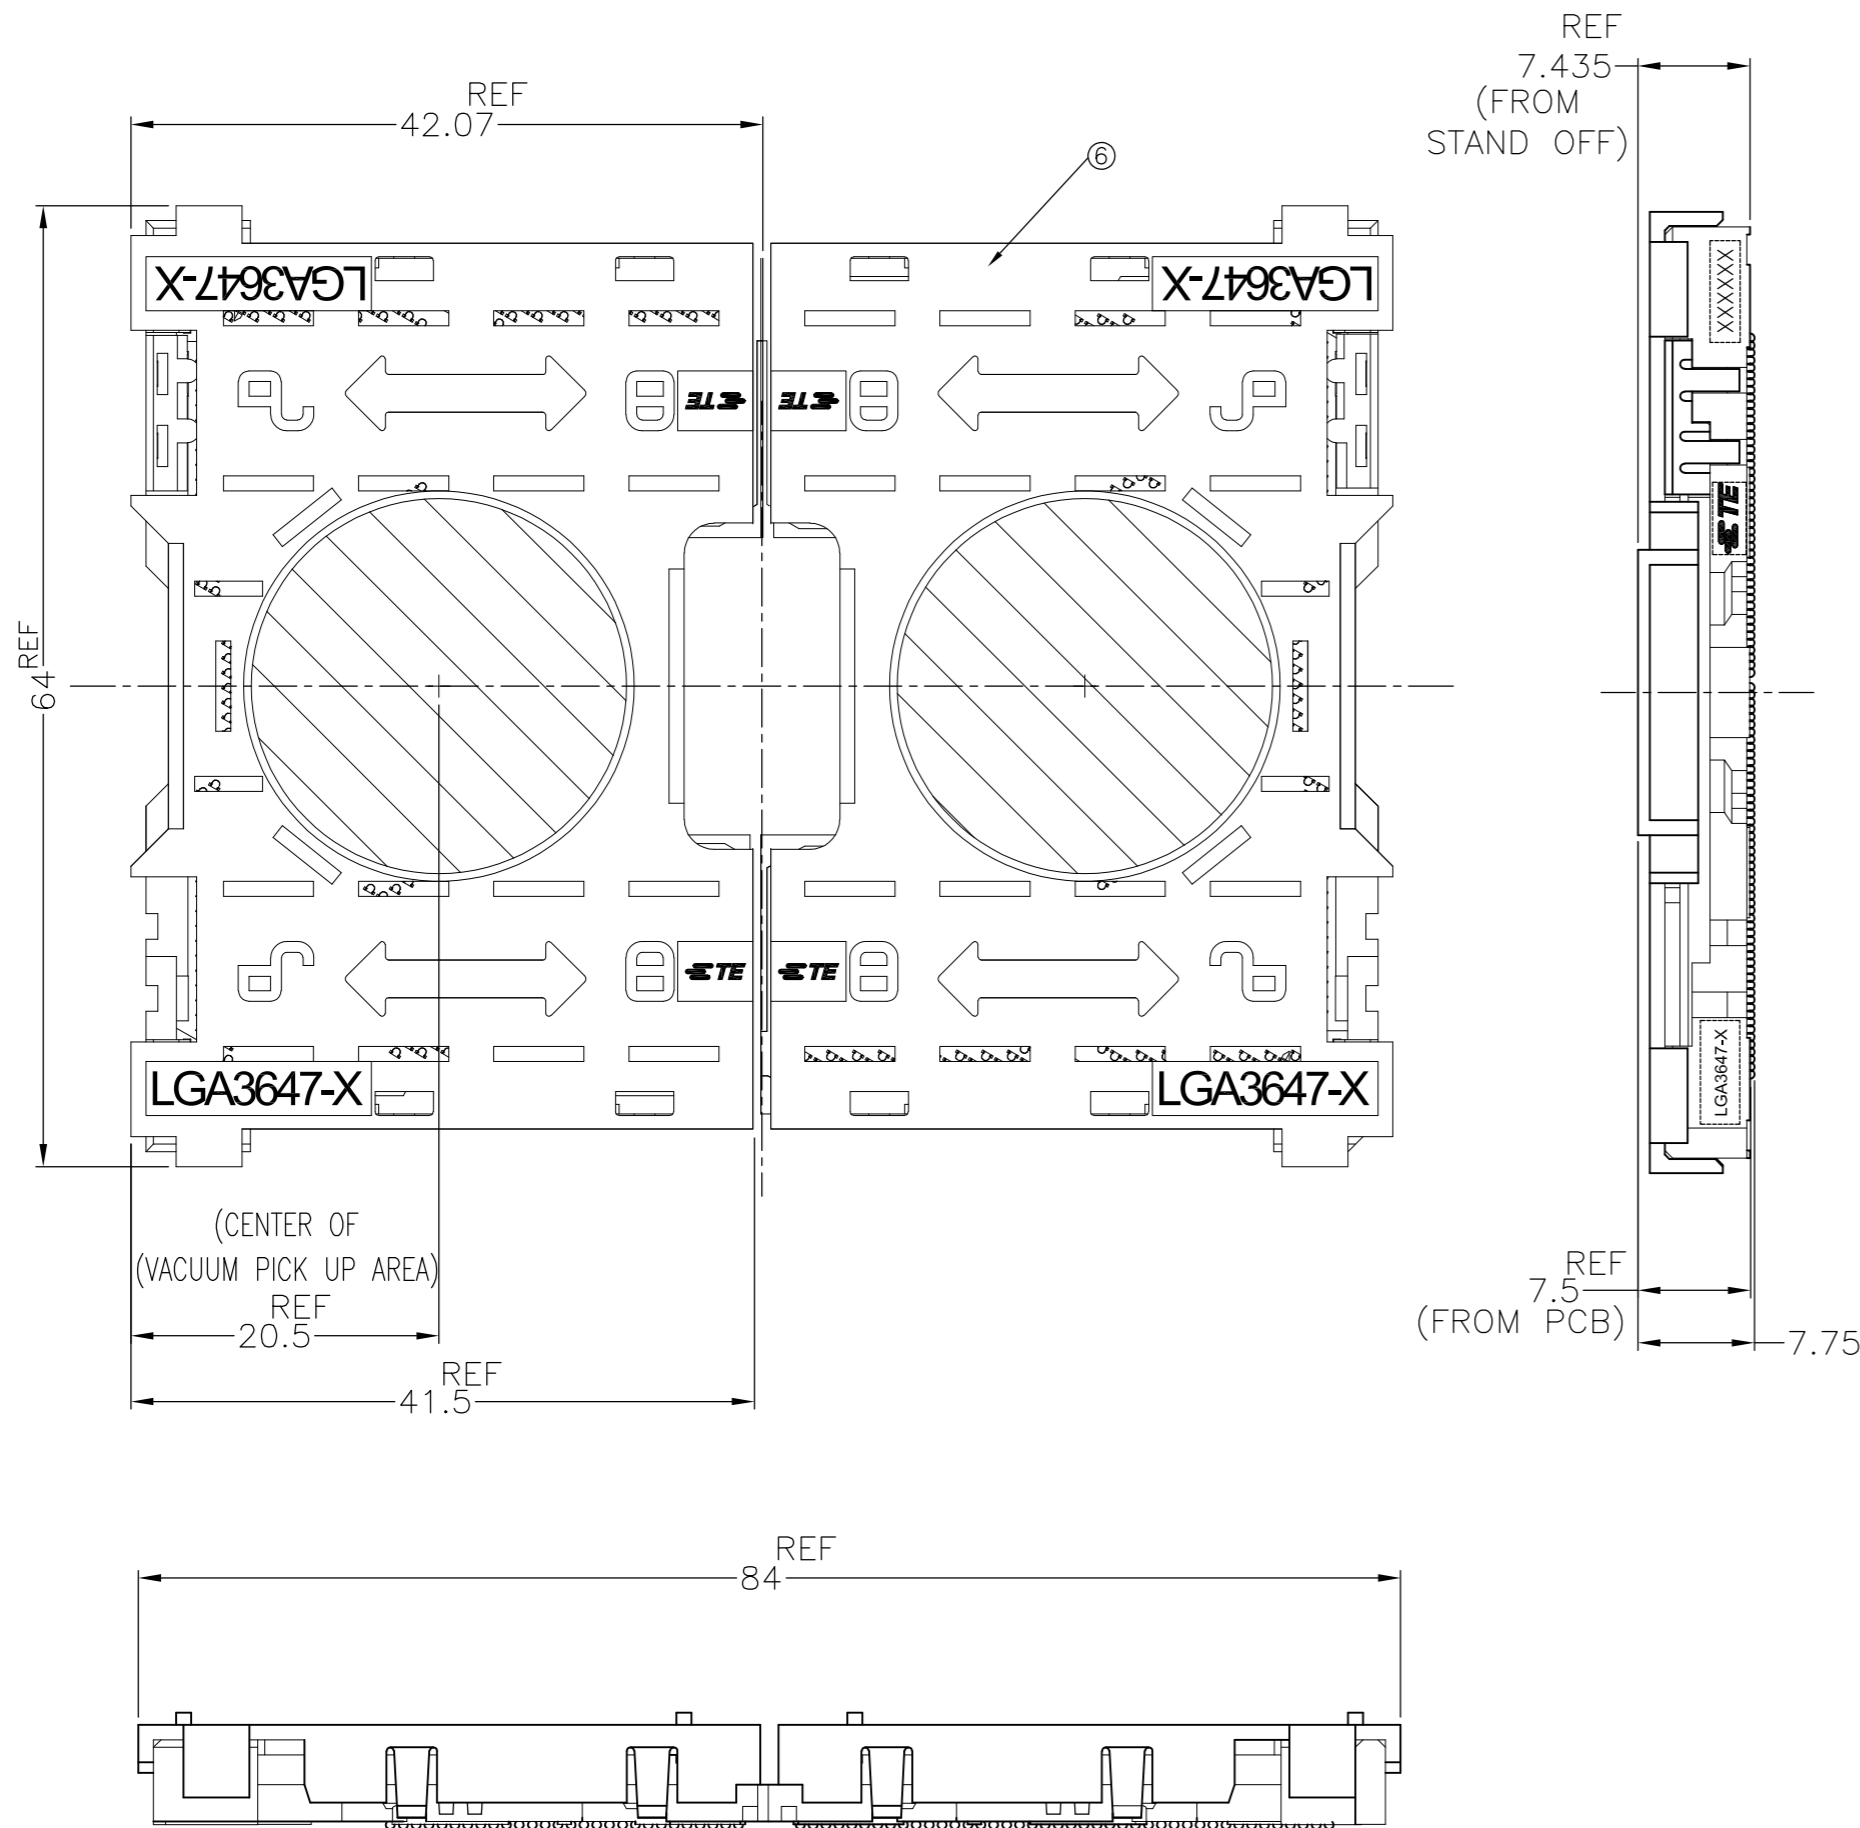 REF
7.435
(FROM
STAND OFF)
REF
42.07
⑥
LGA3647-X
LGA3647-X
XXXXXX
TE
TE
TE
REF
64
TE
TE
LGA3647-X
LGA3647-X
LGA3647-X
(CENTER OF
(VACUUM PICK UP AREA)
REF
20.5
REF
7.5
(FROM PCB)
7.75
REF
41.5
REF
84